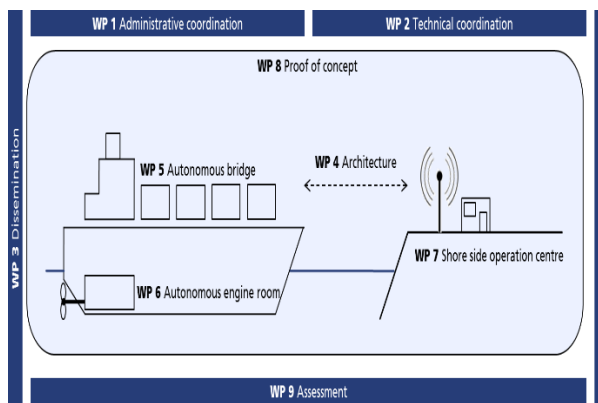 WP 1 Administrative coordination
WP 2 Technical coordination
WP 3 Dissemination
WP 8 Proof of concept
WP 5 Autonomous bridge
WP 4 Architecture
WP 7 Shore side operation centre
WP 6 Autonomous engine room
WP 9 Assessment